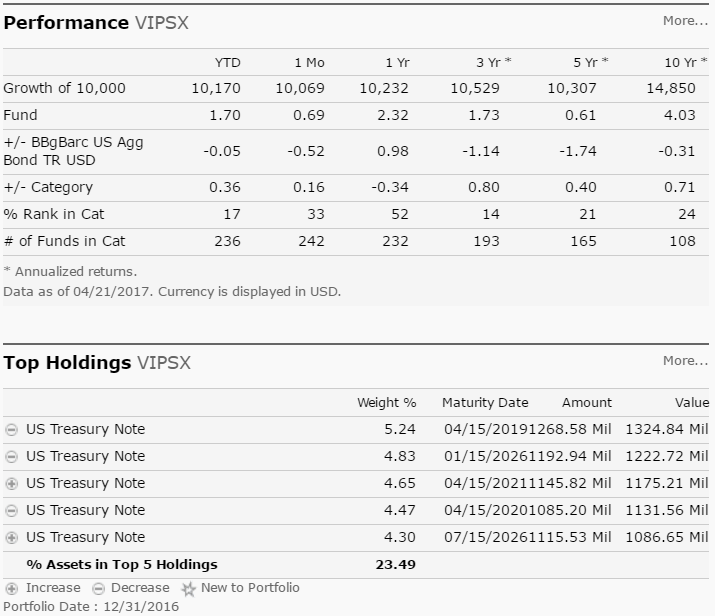 Performance VIPSX More...
YTD 1 Mo 1 Yr 3 Yr * 5 Yr * 10 Yr *
Growth of 10,000 10,170 10,069 10,232 10,529 10,307 14,850
Fund 1.70 0.69 2.32 1.73 0.61 4.03
+/- BBgBarc US Agg
Bond TR USD -0.05 -0.52 0.98 -1.14 -1.74 -0.31
+/- Category 0.36 0.16 -0.34 0.80 0.40 0.71
% Rank in Cat 17 33 52 14 21 24
# of Funds in Cat 236 242 232 193 165 108
* Annualized returns.
Data as of 04/21/2017. Currency is displayed in USD.
Top Holdings VIPSX More...
Weight % Maturity Date Amount Value
US Treasury Note 5.24 04/15/20191268.58 Mil 1324.84 Mil
US Treasury Note 4.83 01/15/20261192.94 Mil 1222.72 Mil
US Treasury Note 4.65 04/15/20211145.82 Mil 1175.21 Mil
US Treasury Note 4.47 04/15/20201085.20 Mil 1131.56 Mil
US Treasury Note 4.30 07/15/20261115.53 Mil 1086.65 Mil
% Assets in Top 5 Holdings 23.49
Increase Decrease New to Portfolio
Portfolio Date : 12/31/2016